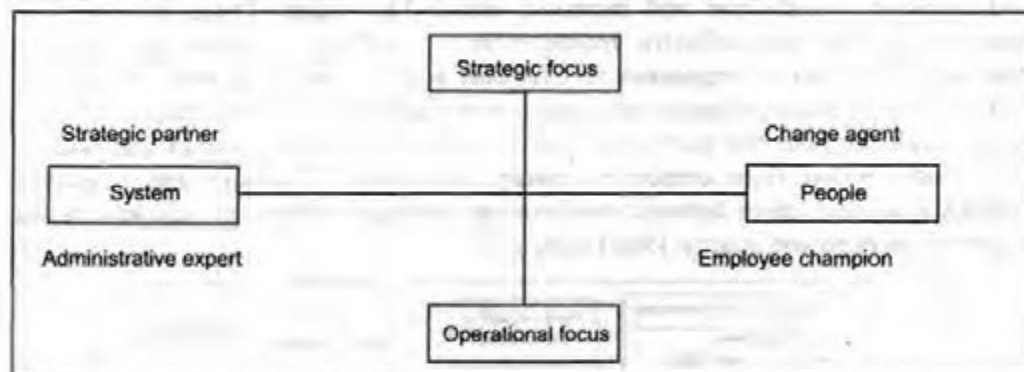 Strategic focus
Strategic partner
Change agent
System
People
Administrative expert
Employee champion
Operational focus